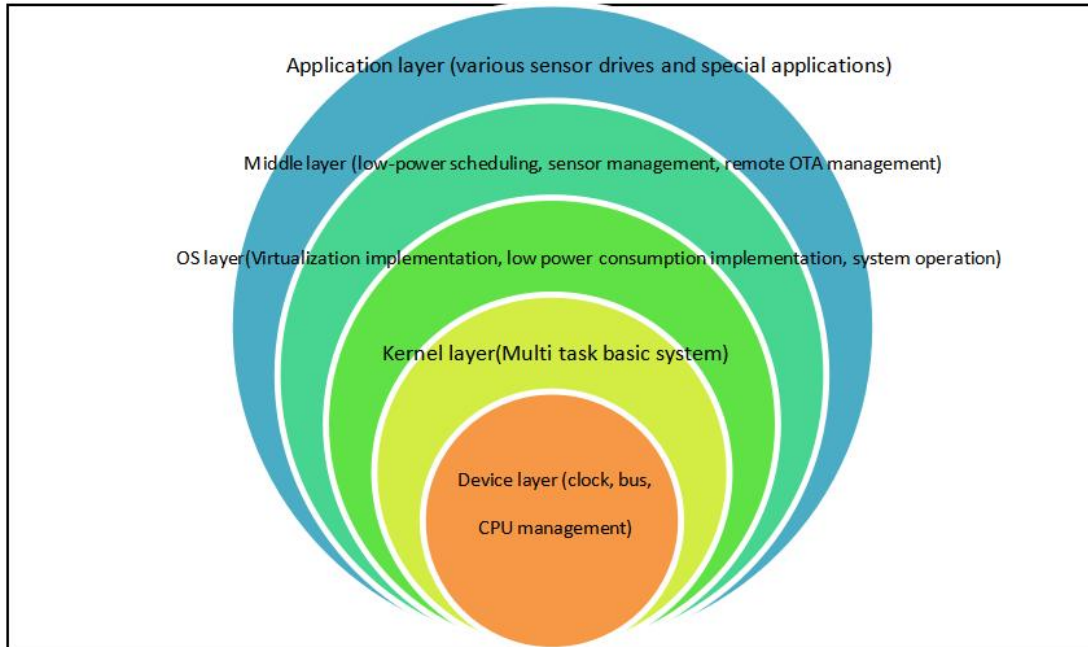 Application layer (various sensor drives and special applications)
Middle layer (low-power scheduling, sensor management, remote OTA management)
OS layer(Virtualization implementation, low power consumption implementation, system operation)
Kernel layer(Multi task basic system)
Device layer (clock, bus,
CPU management)